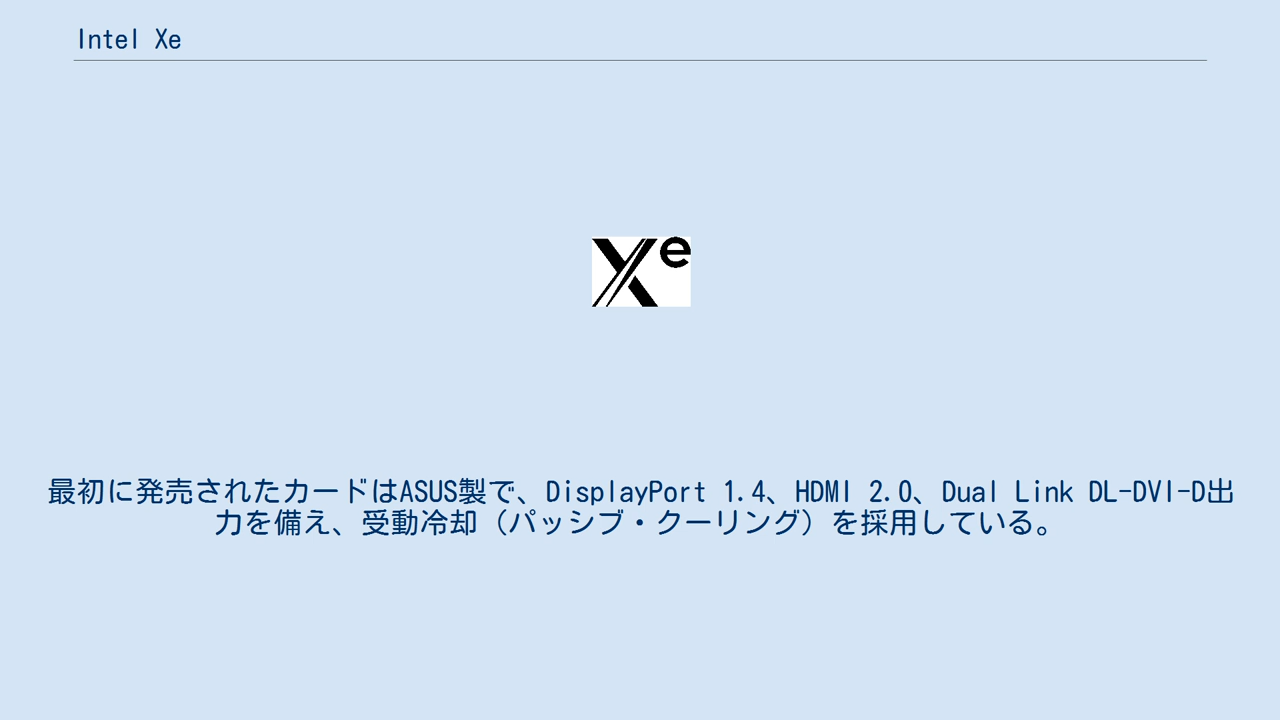 Intel Xe
Xe
最初に発売されたカードはASUS製で、DisplayPort 1.4、HDMI 2.0、Dual Link DL-DVI-D出
力を備え、受動冷却（パッシブ・クーリング）を採用している。